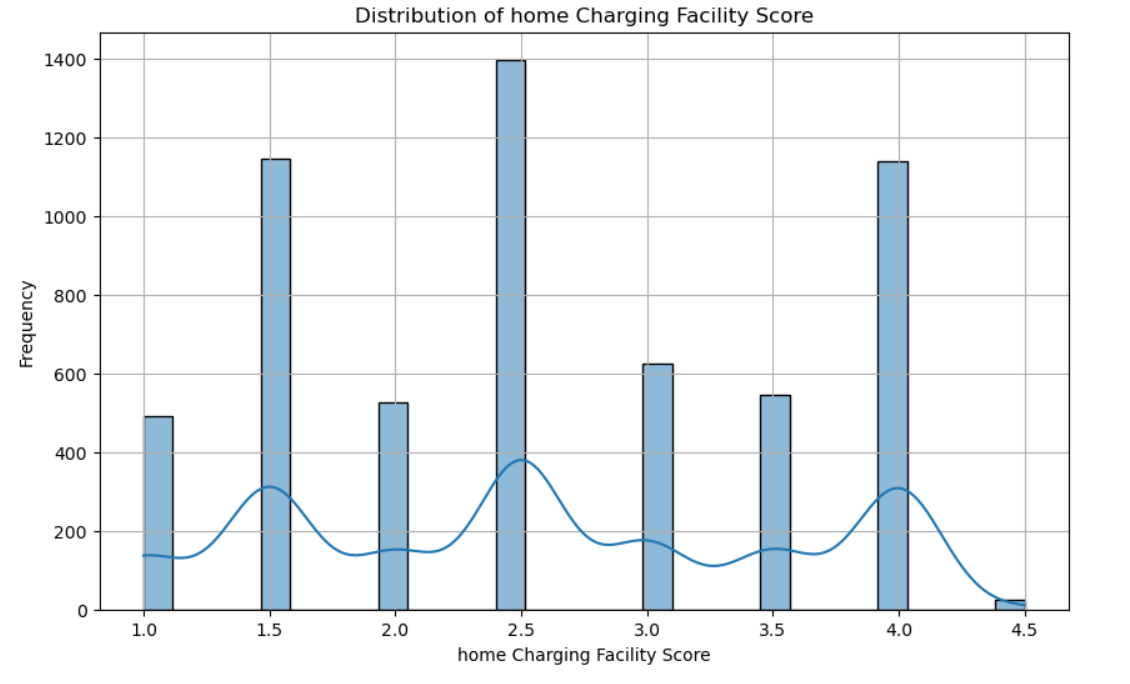 Distribution of home Charging Facility Score
1400
1200
1000
800
600
400
200
0
Frequency
1.0 1.5 2.0 2.5 3.0 3.5 4.0 4.5
home Charging Facility Score